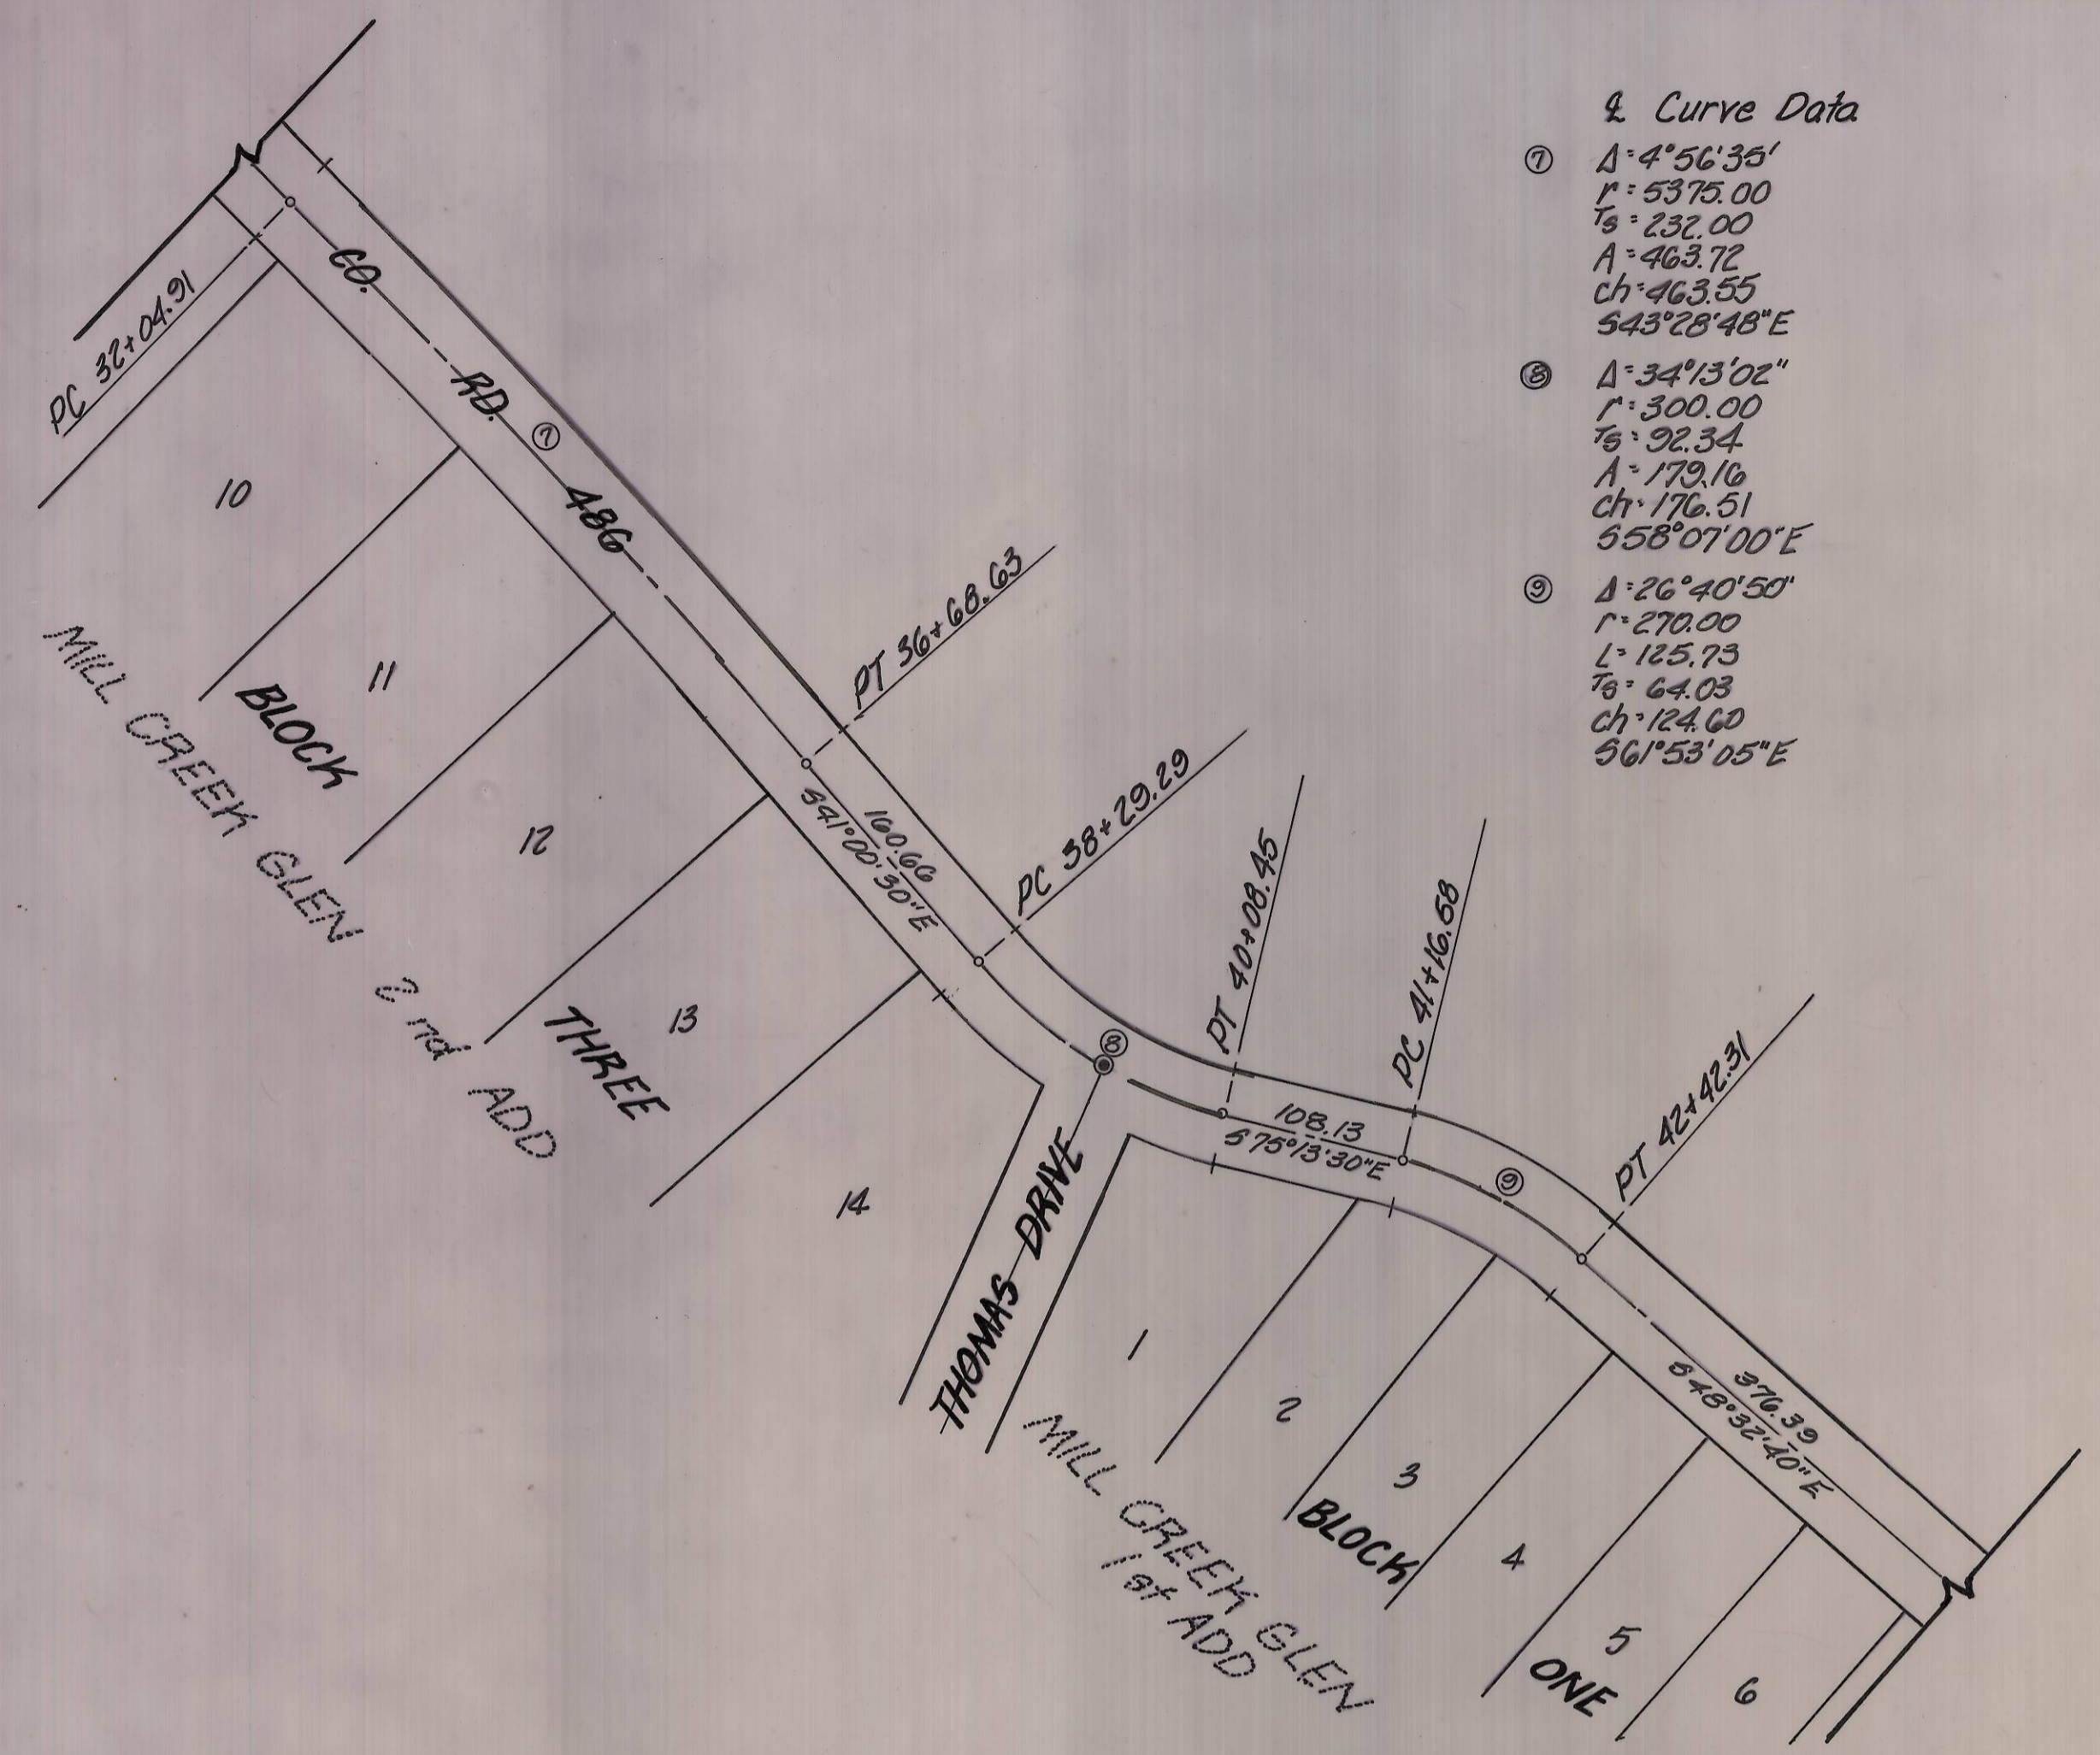 ℄ Curve Data
⑦ Δ=4°56'35'
r=5375.00
Ts=232.00
A=463.72
ch=463.55
S43°28'48"E
⑧ Δ=34°13'02"
r=300.00
Ts=92.34
A=179.16
ch=176.51
S58°07'00"E
⑨ Δ=26°40'50"
r=270.00
L=125.73
Ts=64.03
ch=124.60
S61°53'05"E
PC 32+04.91
CO. RD. 486
⑦
PT 36+68.63
160.66
S41°00'30"E
PC 38+29.29
⑧
PT 40+08.45
108.13
S75°13'30"E
PC 41+16.58
⑨
PT 42+42.31
376.39
S48°32'40"E
10
11
12
13
14
BLOCK THREE
MILL CREEK GLEN 2nd ADD
THOMAS DRIVE
1
2
3
4
5
6
BLOCK ONE
MILL CREEK GLEN
1st ADD